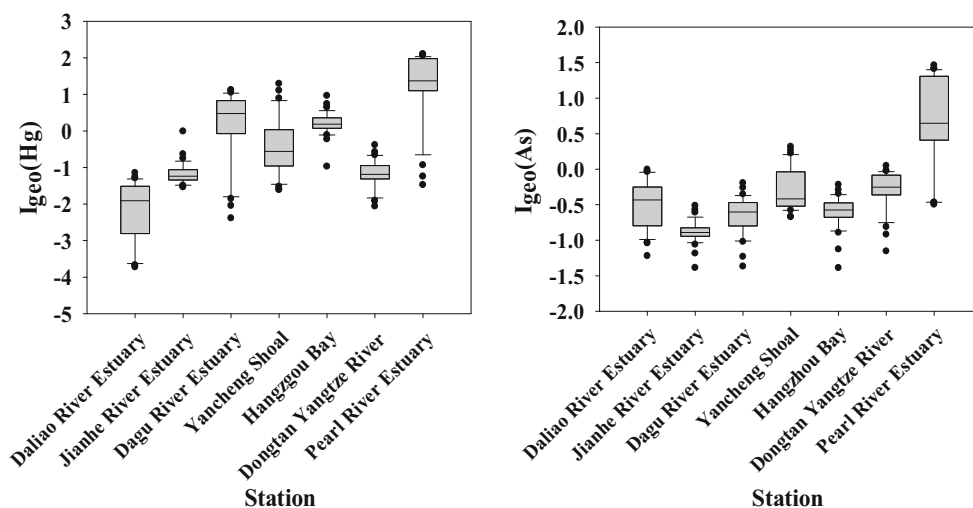 3
2
1
0
-1
-2
-3
-4
-5
Igeo(Hg)
Daliao River Estuary
Jianhe River Estuary
Dagu River Estuary
Yancheng Shoal
Hangzgou Bay
Dongtan Yangtze River
Pearl River Estuary
Station
2.0
1.5
1.0
0.5
0.0
-0.5
-1.0
-1.5
-2.0
Igeo(As)
Daliao River Estuary
Jianhe River Estuary
Dagu River Estuary
Yancheng Shoal
Hangzhou Bay
Dongtan Yangtze River
Pearl River Estuary
Station